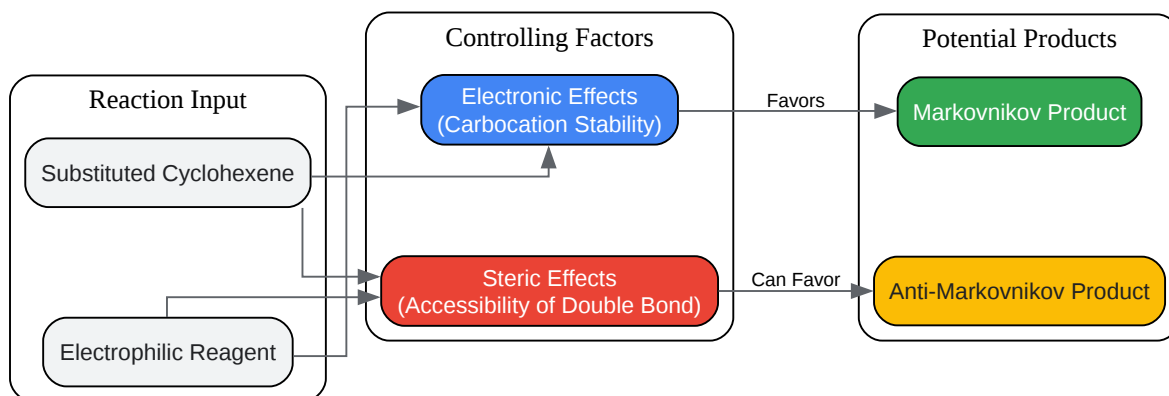 Reaction Input
Substituted Cyclohexene
Electrophilic Reagent
Controlling Factors
Electronic Effects
(Carbocation Stability)
Steric Effects
(Accessibility of Double Bond)
Favors
Can Favor
Potential Products
Markovnikov Product
Anti-Markovnikov Product